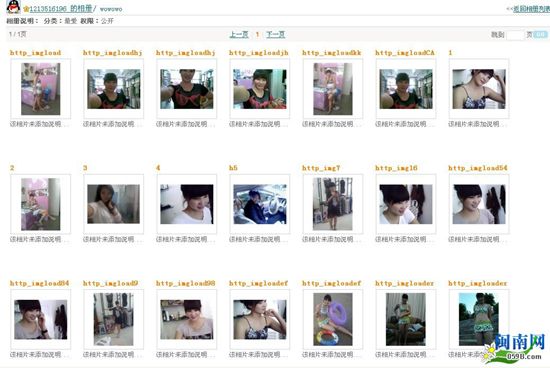 1213516196 的相册/ wowowo
<<返回相册列表
相册说明： 分类：最爱 权限：公开
1 / 1页 上一页 1 下一页 跳到 页 GO
http_imgload http_imgloadhj http_imgloadhj http_imgloadjh http_imgloadkk http_imgloadCA 1
该相片未添加说明... 该相片未添加说明... 该相片未添加说明... 该相片未添加说明... 该相片未添加说明... 该相片未添加说明... 该相片未添加说明...
2 3 4 h5 http_img7 http_img16 http_imgload54
该相片未添加说明... 该相片未添加说明... 该相片未添加说明... 该相片未添加说明... 该相片未添加说明... 该相片未添加说明... 该相片未添加说明...
http_imgload84 http_imgload9 http_imgload98 http_imgloadef http_imgloadef http_imgloadez http_imgloadez
该相片未添加说明... 该相片未添加说明... 该相片未添加说明... 该相片未添加说明... 该相片未添加说明... 该相片未添加说明...
闽南网
www.0598.com